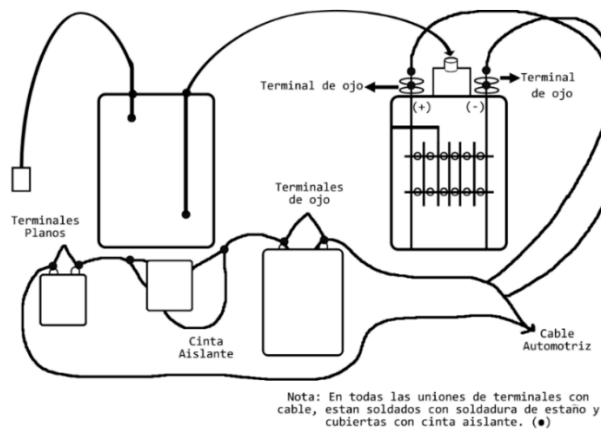 Terminal de ojo
Terminal
de ojo
(+)
(-)
Terminales
de ojo
Terminales
Planos
Cinta
Aislante
Cable
Automotriz
Nota: En todas las uniones de terminales con
cable, estan soldados con soldadura de estaño y
cubiertas con cinta aislante. (●)